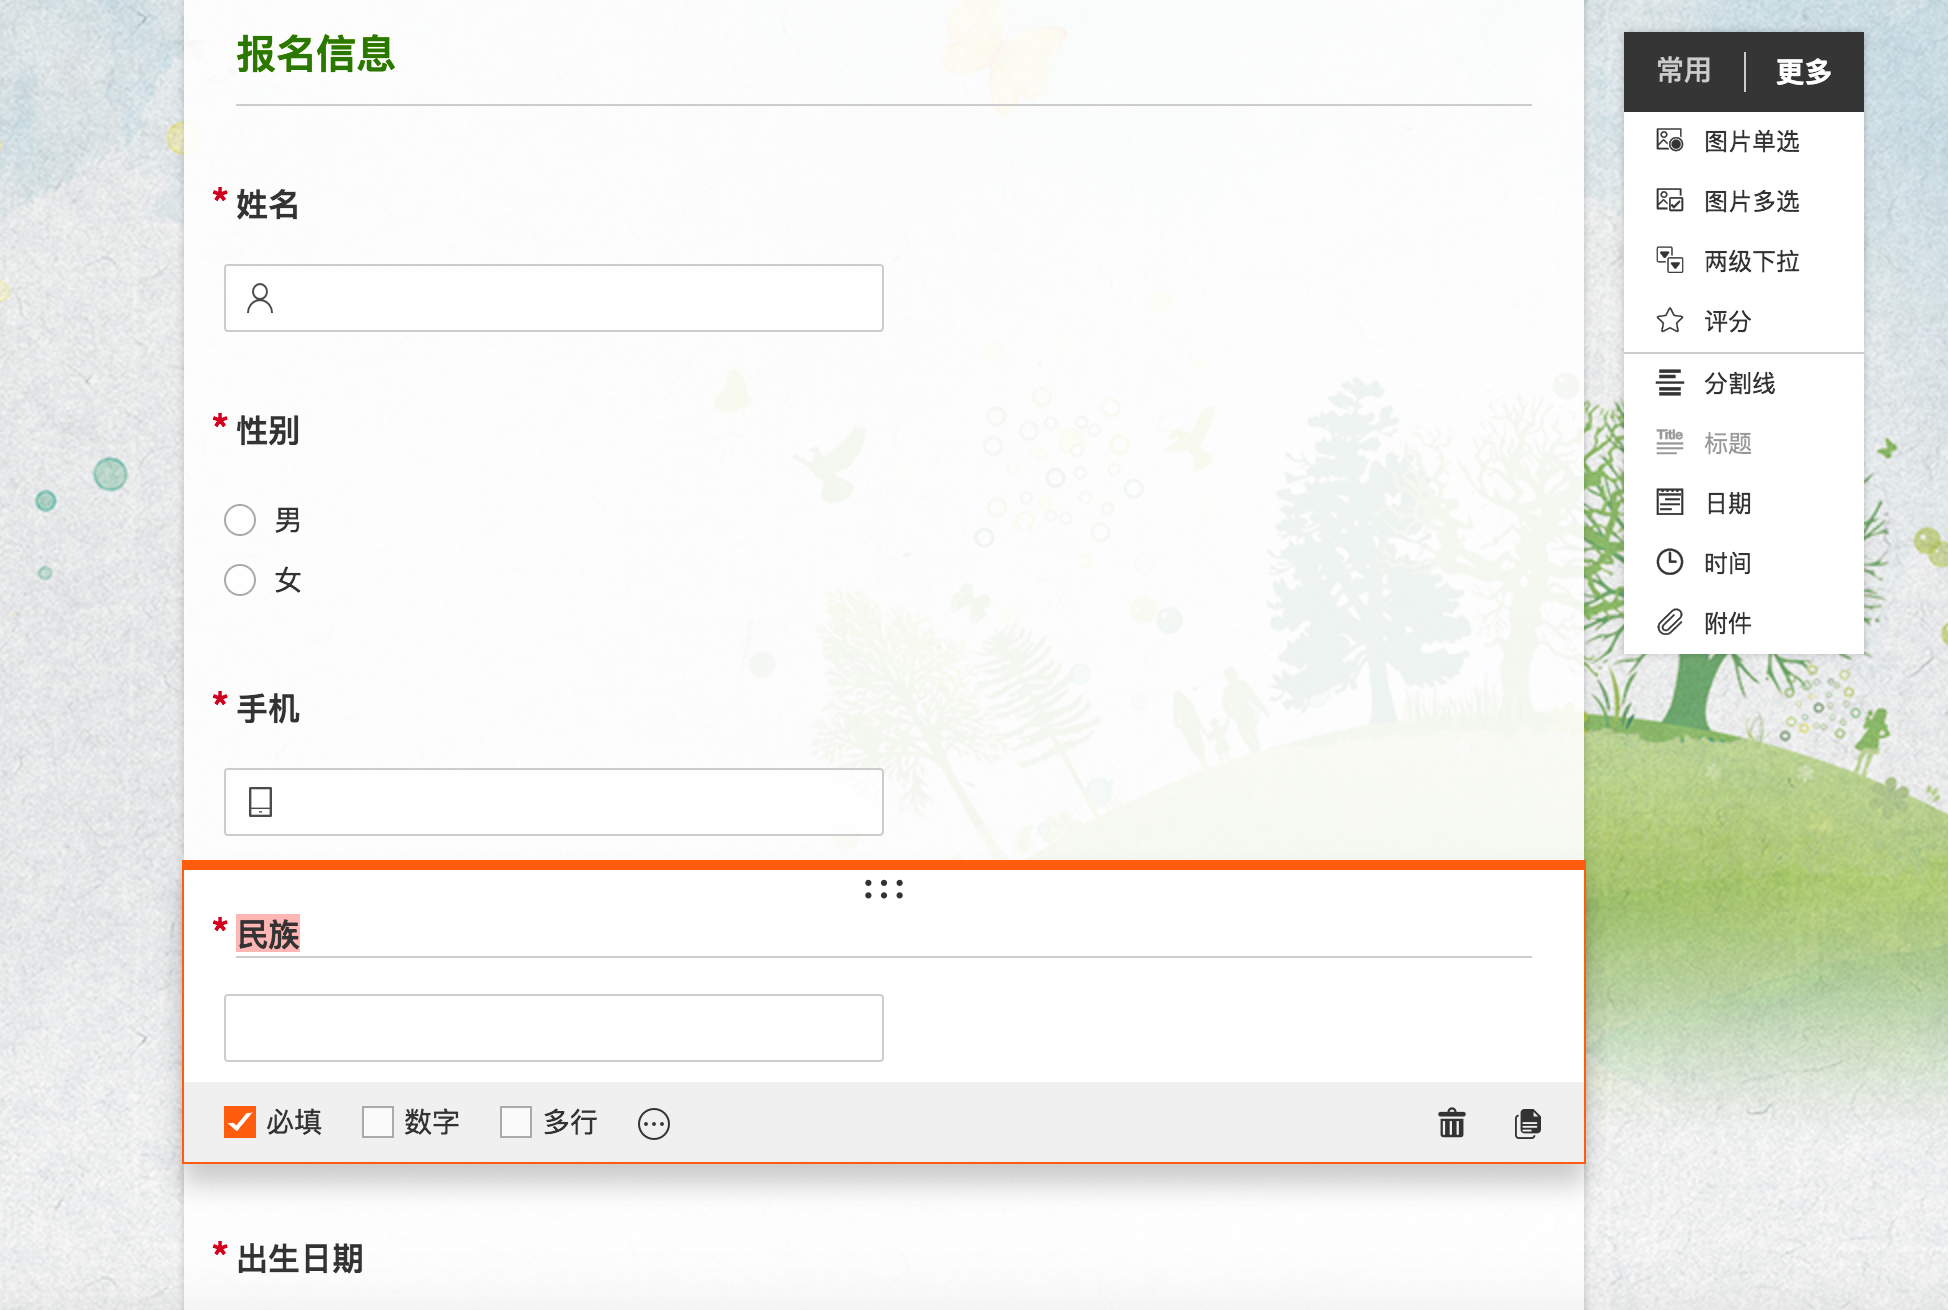 报名信息
* 姓名
* 性别
男
女
* 手机
* 民族
必填 数字 多行
* 出生日期
常用 更多
图片单选
图片多选
两级下拉
评分
分割线
Title 标题
日期
时间
附件